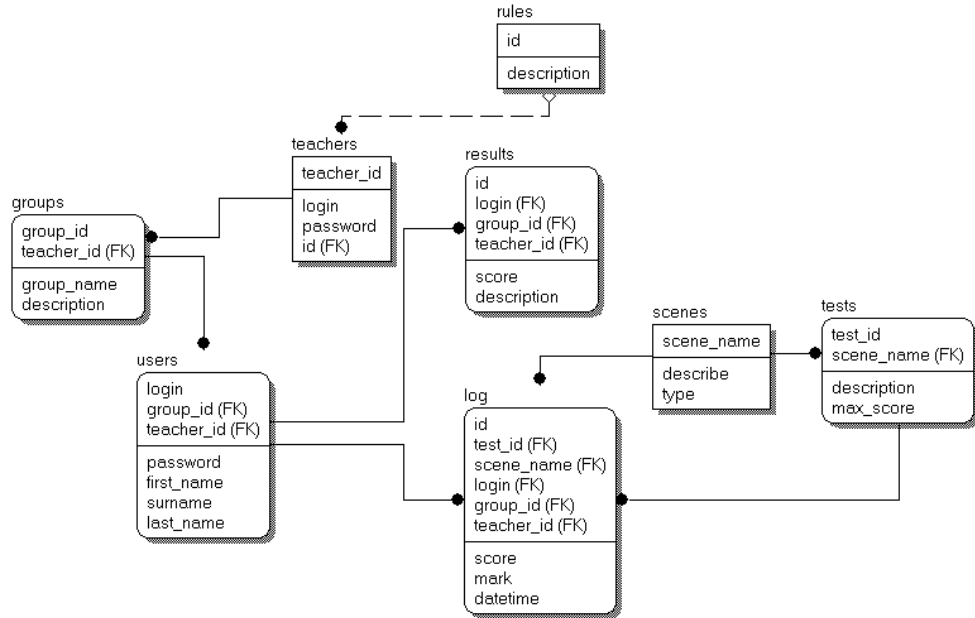 rules
id
description
teachers
teacher_id
login
password
id (FK)
results
id
login (FK)
group_id (FK)
teacher_id (FK)
score
description
groups
group_id
teacher_id (FK)
group_name
description
users
login
group_id (FK)
teacher_id (FK)
password
first_name
surname
last_name
log
id
test_id (FK)
scene_name (FK)
login (FK)
group_id (FK)
teacher_id (FK)
score
mark
datetime
scenes
scene_name
describe
type
tests
test_id
scene_name (FK)
description
max_score